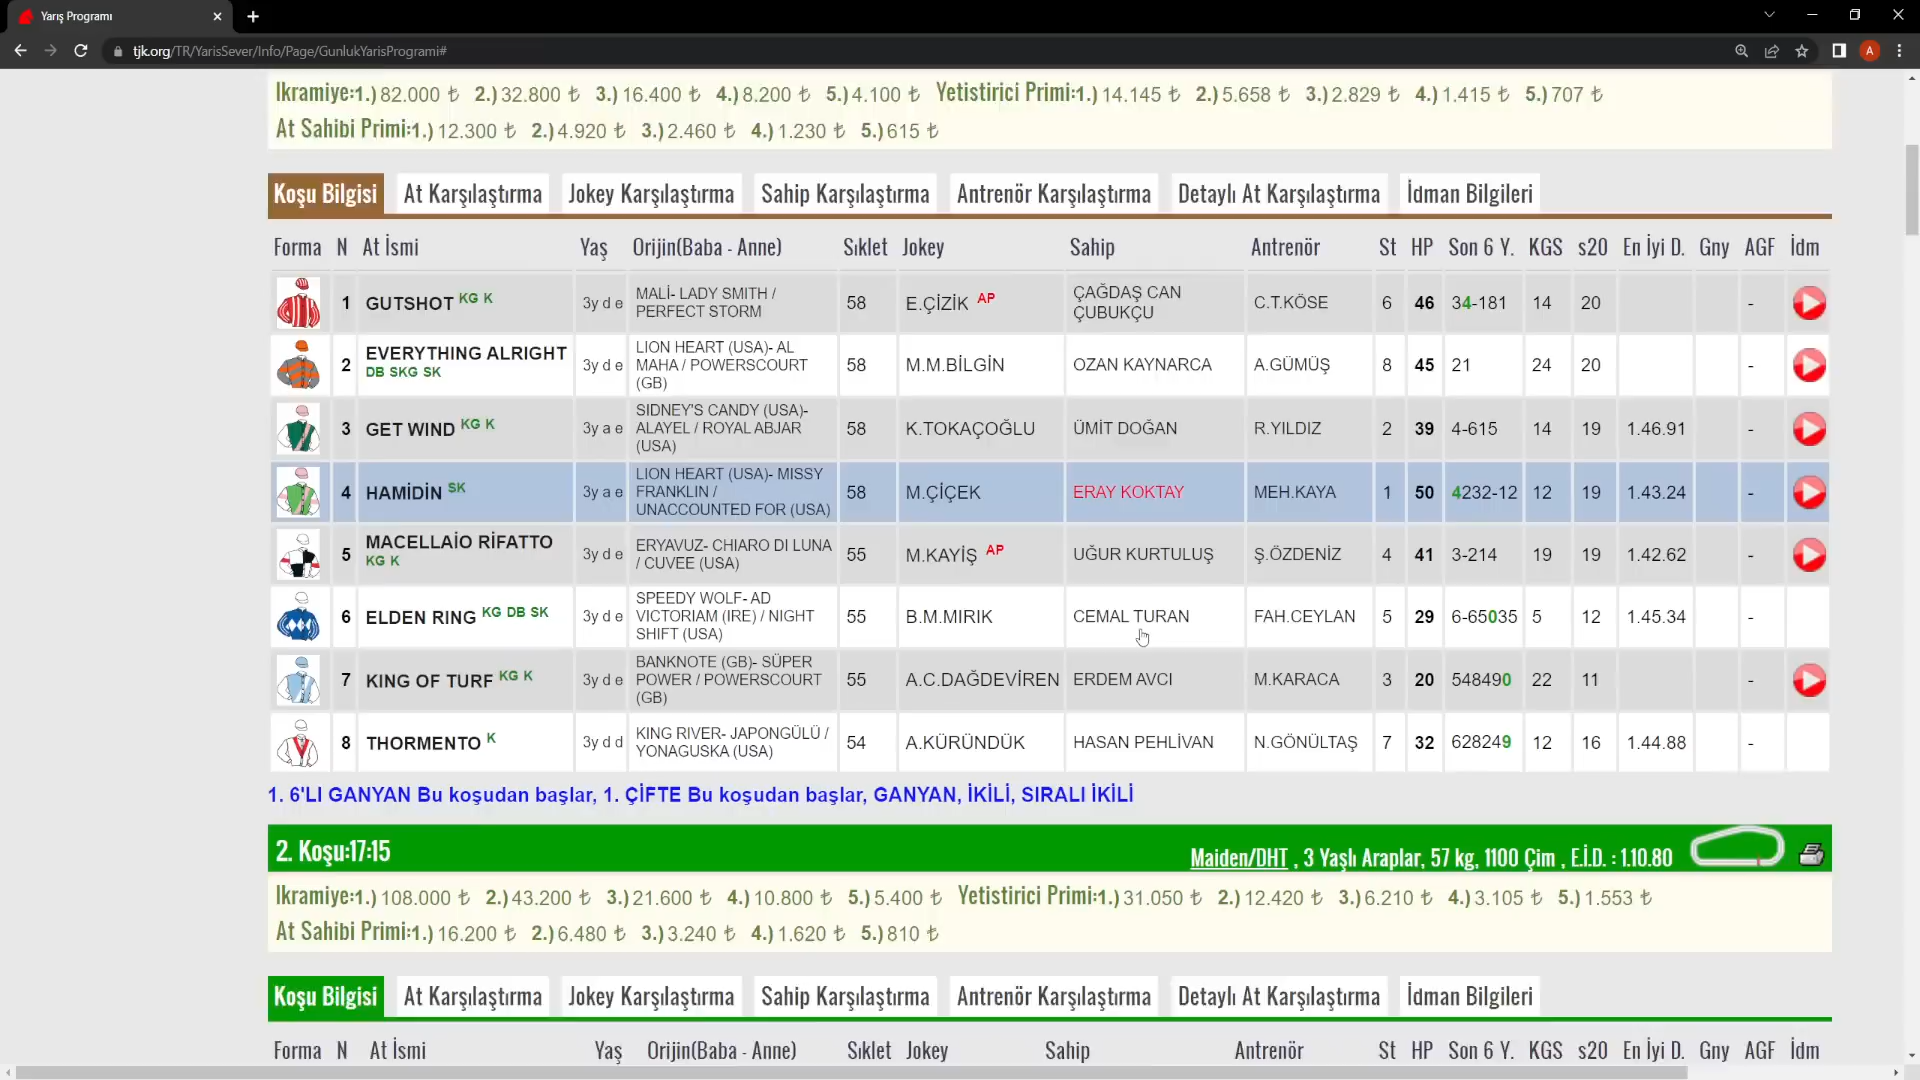 Yarış Programı
tjk.org/TR/YarisSever/Info/Page/GunlukYarisProgrami#
A
İkramiye:1.) 82.000 ₺ 2.) 32.800 ₺ 3.) 16.400 ₺ 4.) 8.200 ₺ 5.) 4.100 ₺ Yetistirici Primi:1.) 14.145 ₺ 2.) 5.658 ₺ 3.) 2.829 ₺ 4.) 1.415 ₺ 5.) 707 ₺
At Sahibi Primi:1.) 12.300 ₺ 2.) 4.920 ₺ 3.) 2.460 ₺ 4.) 1.230 ₺ 5.) 615 ₺
Koşu Bilgisi At Karşılaştırma Jokey Karşılaştırma Sahip Karşılaştırma Antrenör Karşılaştırma Detaylı At Karşılaştırma İdman Bilgileri
Forma N At İsmi Yaş Orijin(Baba - Anne) Sıklet Jokey Sahip Antrenör St HP Son 6 Y. KGS s20 En İyi D. Gny AGF İdm
1 GUTSHOT KG K 3y d e MALİ- LADY SMITH / PERFECT STORM 58 E.ÇİZİK AP ÇAĞDAŞ CAN ÇUBUKÇU C.T.KÖSE 6 46 34-181 14 20 -
2 EVERYTHING ALRIGHT DB SKG SK 3y d e LION HEART (USA)- AL MAHA / POWERSCOURT (GB) 58 M.M.BİLGİN OZAN KAYNARCA A.GÜMÜŞ 8 45 21 24 20 -
3 GET WIND KG K 3y a e SIDNEY'S CANDY (USA)- ALAYEL / ROYAL ABJAR (USA) 58 K.TOKAÇOĞLU ÜMİT DOĞAN R.YILDIZ 2 39 4-615 14 19 1.46.91 -
4 HAMİDİN SK 3y a e LION HEART (USA)- MISSY FRANKLIN / UNACCOUNTED FOR (USA) 58 M.ÇİÇEK ERAY KOKTAY MEH.KAYA 1 50 4232-12 12 19 1.43.24 -
5 MACELLAİO RİFATTO KG K 3y d e ERYAVUZ- CHIARO DI LUNA / CUVEE (USA) 55 M.KAYİŞ AP UĞUR KURTULUŞ Ş.ÖZDENİZ 4 41 3-214 19 19 1.42.62 -
6 ELDEN RING KG DB SK 3y d e SPEEDY WOLF- AD VICTORIAM (IRE) / NIGHT SHIFT (USA) 55 B.M.MIRIK CEMAL TURAN FAH.CEYLAN 5 29 6-65035 5 12 1.45.34 -
7 KING OF TURF KG K 3y d e BANKNOTE (GB)- SÜPER POWER / POWERSCOURT (GB) 55 A.C.DAĞDEVİREN ERDEM AVCI M.KARACA 3 20 548490 22 11 -
8 THORMENTO K 3y d d KING RIVER- JAPONGÜLÜ / YONAGUSKA (USA) 54 A.KÜRÜNDÜK HASAN PEHLİVAN N.GÖNÜLTAŞ 7 32 628249 12 16 1.44.88 -
1. 6'LI GANYAN Bu koşudan başlar, 1. ÇİFTE Bu koşudan başlar, GANYAN, İKİLİ, SIRALI İKİLİ
2. Koşu:17:15 Maiden/DHT , 3 Yaşlı Araplar, 57 kg, 1100 Çim , E.İ.D. : 1.10.80
İkramiye:1.) 108.000 ₺ 2.) 43.200 ₺ 3.) 21.600 ₺ 4.) 10.800 ₺ 5.) 5.400 ₺ Yetistirici Primi:1.) 31.050 ₺ 2.) 12.420 ₺ 3.) 6.210 ₺ 4.) 3.105 ₺ 5.) 1.553 ₺
At Sahibi Primi:1.) 16.200 ₺ 2.) 6.480 ₺ 3.) 3.240 ₺ 4.) 1.620 ₺ 5.) 810 ₺
Koşu Bilgisi At Karşılaştırma Jokey Karşılaştırma Sahip Karşılaştırma Antrenör Karşılaştırma Detaylı At Karşılaştırma İdman Bilgileri
Forma N At İsmi Yaş Orijin(Baba - Anne) Sıklet Jokey Sahip Antrenör St HP Son 6 Y. KGS s20 En İyi D. Gny AGF İdm